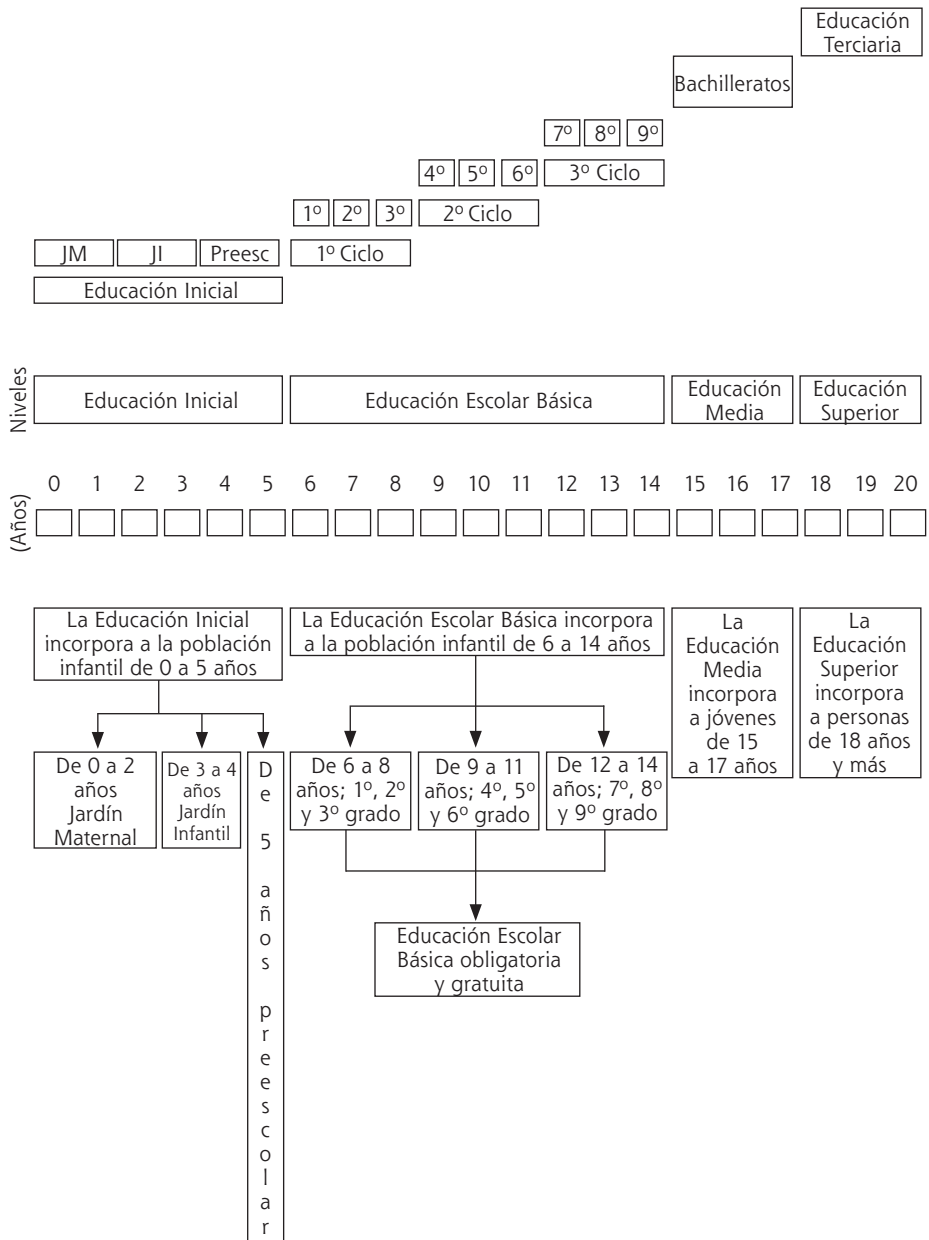 Educación
Terciaria
Bachilleratos
7º 8º 9º
4º 5º 6º 3º Ciclo
1º 2º 3º 2º Ciclo
JM JI Preesc 1º Ciclo
Educación Inicial
Niveles
Educación Inicial
Educación Escolar Básica
Educación
Media
Educación
Superior
(Años)
0 1 2 3 4 5 6 7 8 9 10 11 12 13 14 15 16 17 18 19 20
La Educación Inicial
incorpora a la población
infantil de 0 a 5 años
La Educación Escolar Básica incorpora
a la población infantil de 6 a 14 años
La
Educación
Media
incorpora
a jóvenes
de 15
a 17 años
La
Educación
Superior
incorpora
a personas
de 18 años
y más
De 0 a 2
años
Jardín
Maternal
De 3 a 4
años
Jardín
Infantil
De 5 años preescolar
De 6 a 8
años; 1º, 2º
y 3º grado
De 9 a 11
años; 4º, 5º
y 6º grado
De 12 a 14
años; 7º, 8º
y 9º grado
Educación Escolar
Básica obligatoria
y gratuita